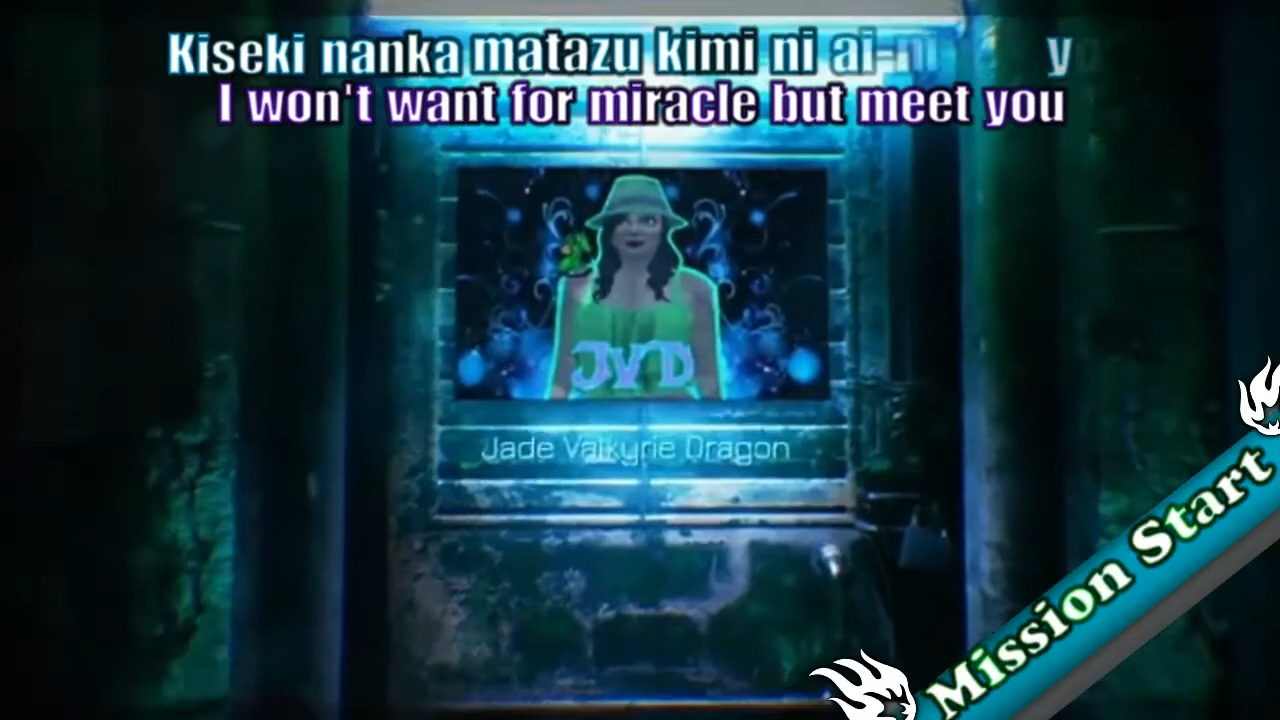 Kiseki nanka matazu kimi ni ai-ni y
I won't want for miracle but meet you
JVD
Jade Valkyrie Dragon
Mission Start